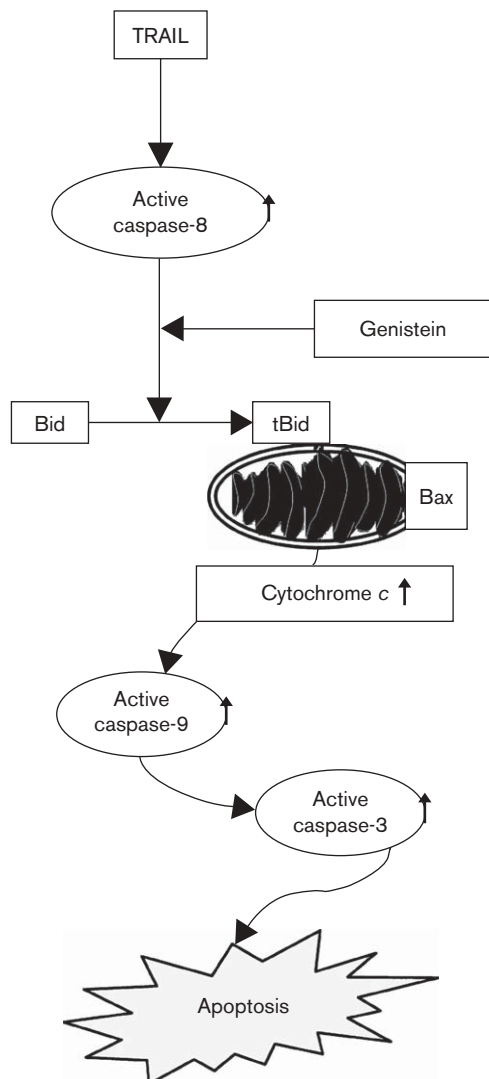 TRAIL
Active
caspase-8
Genistein
Bid
tBid
Bax
Cytochrome c
Active
caspase-9
Active
caspase-3
Apoptosis